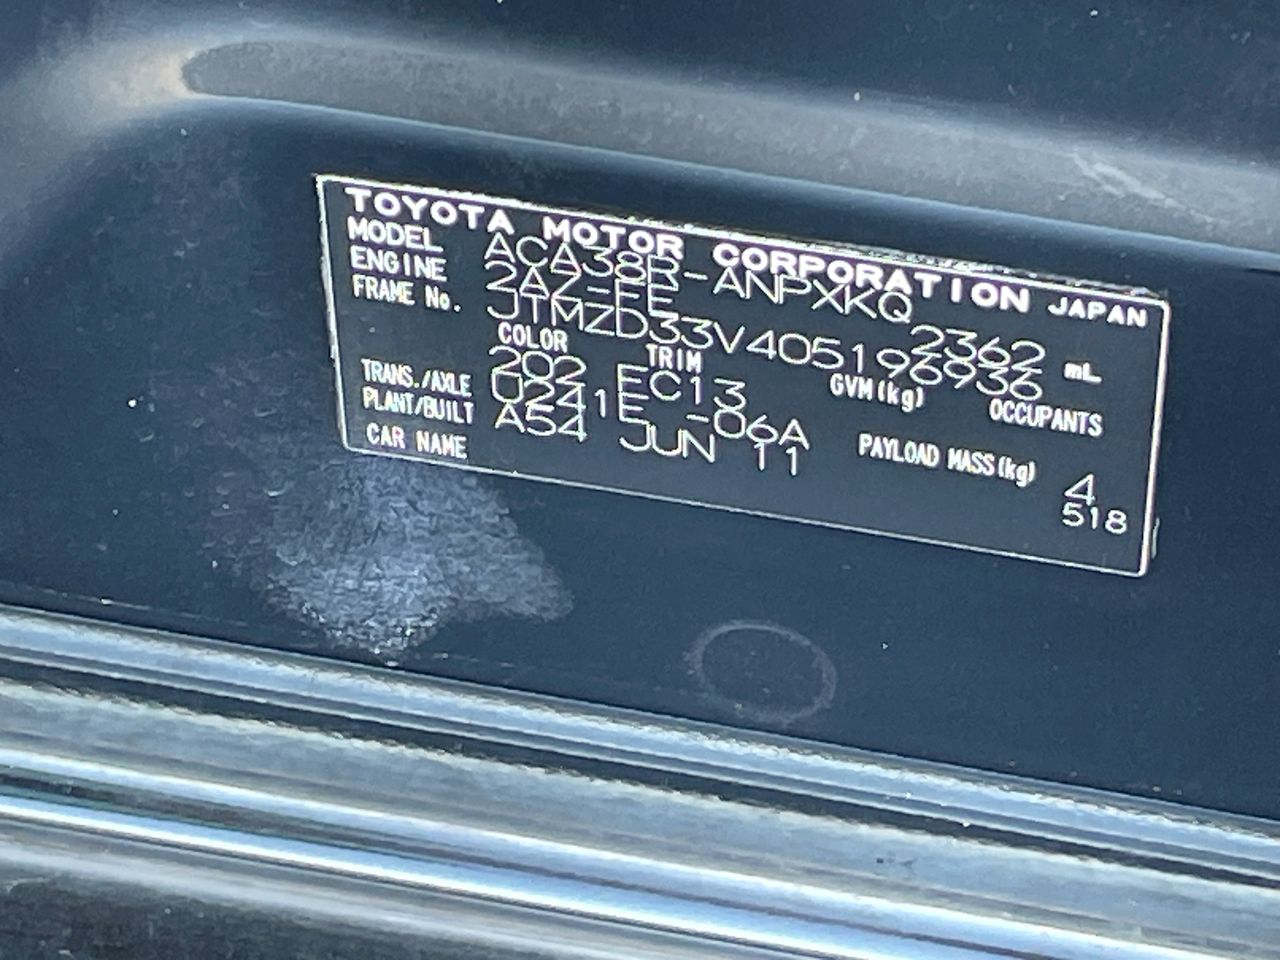 TOYOTA MOTOR CORPORATION JAPAN
MODEL ACA38R-ANPXKQ
ENGINE 2AZ-FE 2362 mL
FRAME No. JTMZD33V405196936
COLOR TRIM GVM(kg) OCCUPANTS
202 EC13
TRANS./AXLE U241E -06A PAYLOAD MASS(kg) 4
PLANT/BUILT A54 JUN 11 518
CAR NAME